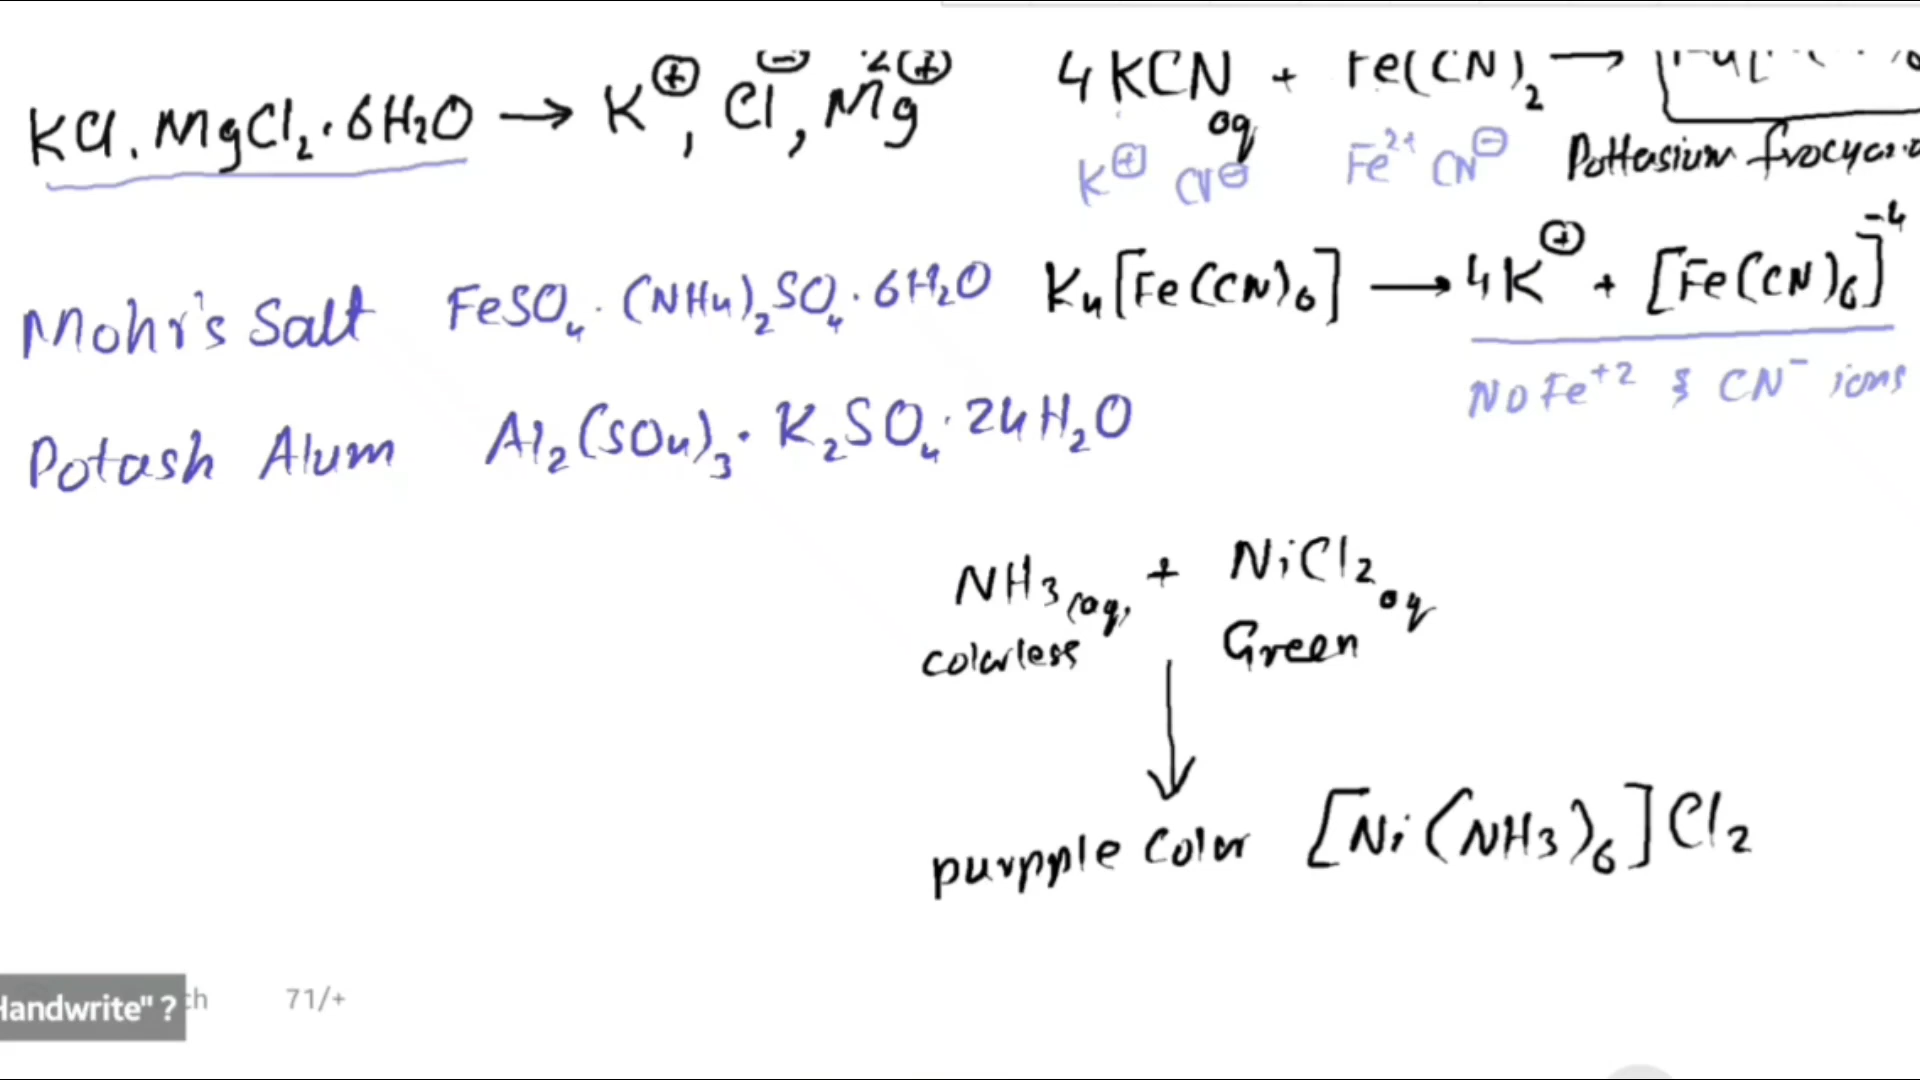 KCl. MgCl₂·6H₂O → K⊕, Cl⊖, Mg²⊕
4KCN aq + Fe(CN)₂ →
K⊕ CN⊖ Fe²⁺ CN⊖
Pottasium
K₄[Fe(CN)₆] → 4K⊕ + [Fe(CN)₆]⁻⁴
No Fe⁺² & CN⁻ ions
Mohr's Salt FeSO₄·(NH₄)₂SO₄·6H₂O
Potash Alum Al₂(SO₄)₃·K₂SO₄·24H₂O
NH₃(aq) + NiCl₂ aq
colorless Green
↓
purpple Color [Ni(NH₃)₆]Cl₂
Handwrite" ? 71/+